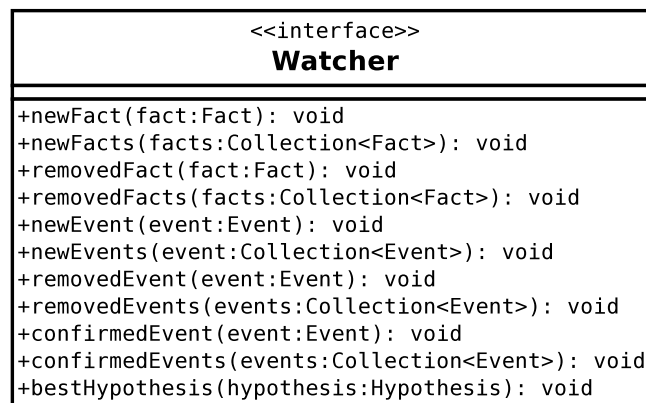 <<interface>>
Watcher
+newFact(fact:Fact): void
+newFacts(facts:Collection<Fact>): void
+removedFact(fact:Fact): void
+removedFacts(facts:Collection<Fact>): void
+newEvent(event:Event): void
+newEvents(event:Collection<Event>): void
+removedEvent(event:Event): void
+removedEvents(events:Collection<Event>): void
+confirmedEvent(event:Event): void
+confirmedEvents(events:Collection<Event>): void
+bestHypothesis(hypothesis:Hypothesis): void